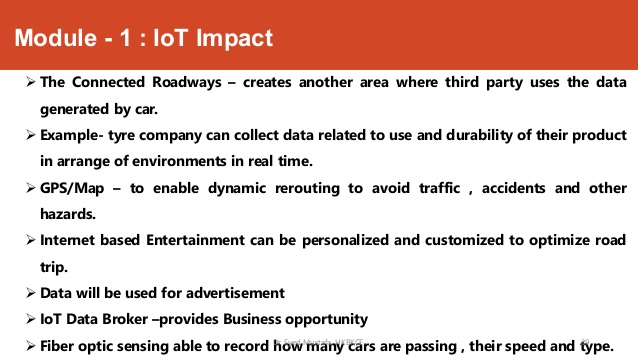 Module - 1 : IoT Impact
➢ The Connected Roadways – creates another area where third party uses the data
generated by car.
➢ Example- tyre company can collect data related to use and durability of their product
in arrange of environments in real time.
➢ GPS/Map – to enable dynamic rerouting to avoid traffic , accidents and other
hazards.
➢ Internet based Entertainment can be personalized and customized to optimize road
trip.
➢ Data will be used for advertisement
➢ IoT Data Broker –provides Business opportunity
➢ Fiber optic sensing able to record how many cars are passing , their speed and type.